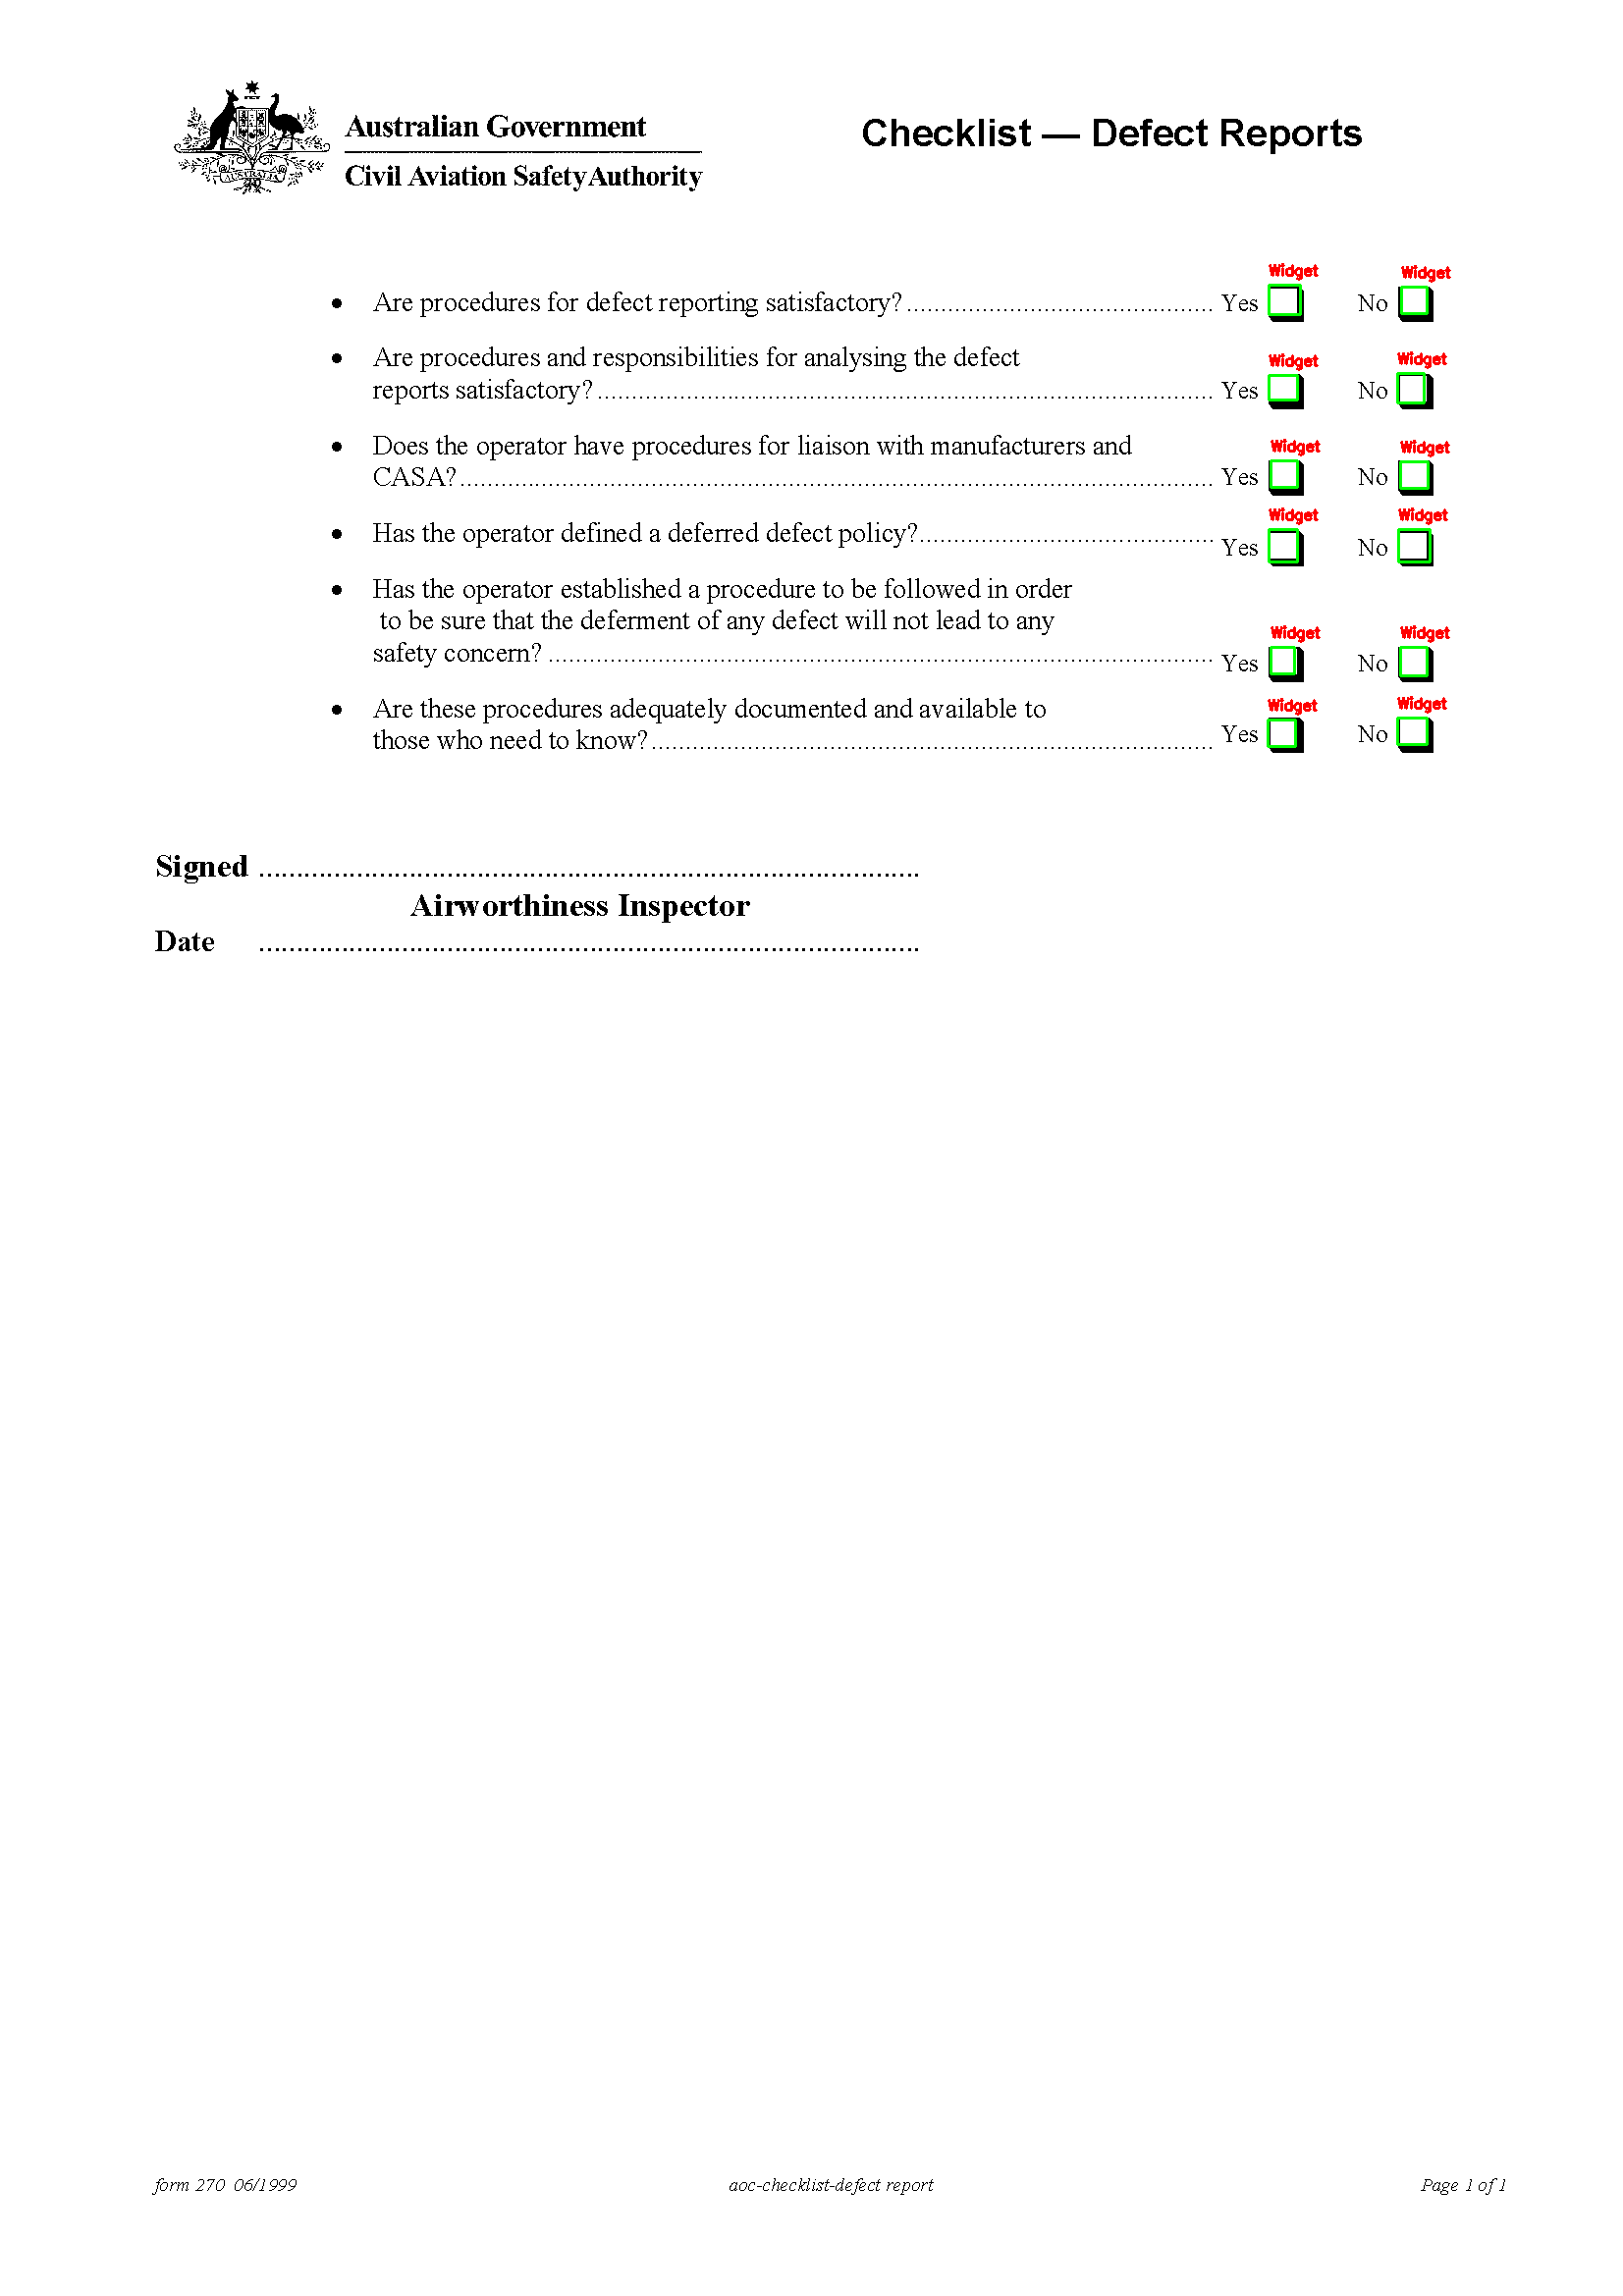 Australian Government
Civil Aviation Safety Authority
Checklist — Defect Reports
Widget Widget
• Are procedures for defect reporting satisfactory? ............................................. Yes No
• Are procedures and responsibilities for analysing the defect
Widget Widget
reports satisfactory? .......................................................................................... Yes No
• Does the operator have procedures for liaison with manufacturers and
Widget Widget
CASA? .............................................................................................................. Yes No
Widget Widget
• Has the operator defined a deferred defect policy? ........................................... Yes No
• Has the operator established a procedure to be followed in order
to be sure that the deferment of any defect will not lead to any
Widget Widget
safety concern? ................................................................................................. Yes No
• Are these procedures adequately documented and available to
Widget Widget
those who need to know? .................................................................................. Yes No
Signed ........................................................................................
Airworthiness Inspector
Date ........................................................................................
form 270 06/1999 aoc-checklist-defect report Page 1 of 1